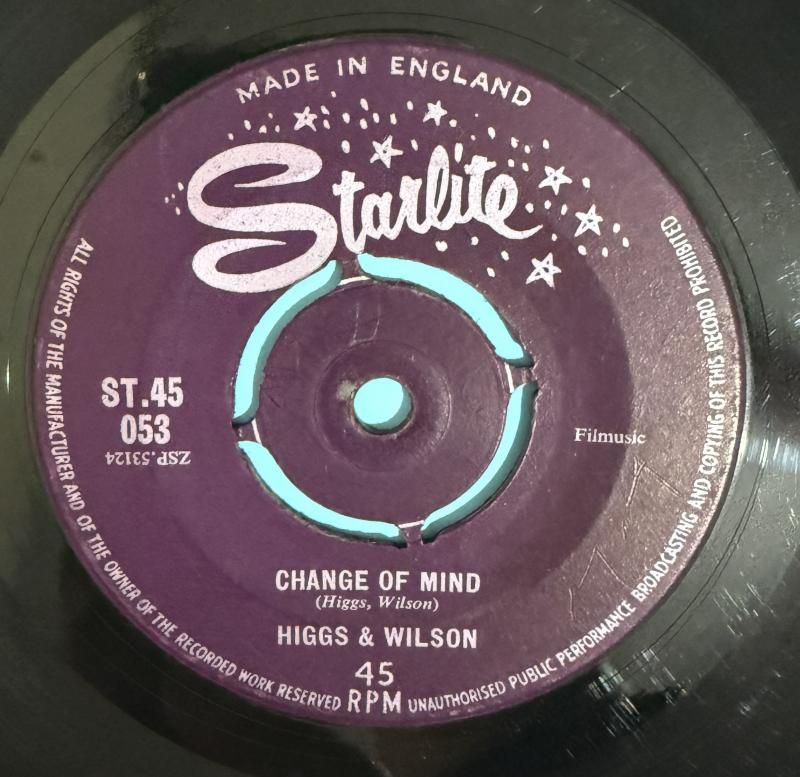 MADE IN ENGLAND
Starlite
ALL RIGHTS OF THE MANUFACTURER AND OF THE OWNER OF THE RECORDED WORK RESERVED
UNAUTHORISED PUBLIC PERFORMANCE BROADCASTING AND COPYING OF THIS RECORD PROHIBITED
ST.45
053
ZSP.53124
Filmusic
CHANGE OF MIND
(Higgs, Wilson)
HIGGS & WILSON
45
RPM